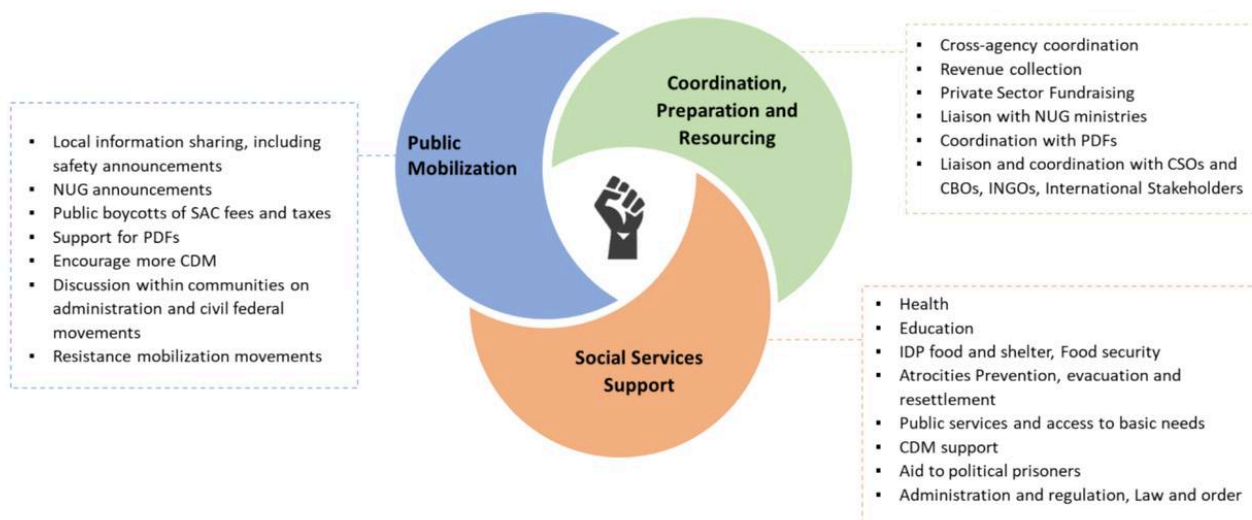 ▪ Local information sharing, including
safety announcements
▪ NUG announcements
▪ Public boycotts of SAC fees and taxes
▪ Support for PDFs
▪ Encourage more CDM
▪ Discussion within communities on
administration and civil federal
movements
▪ Resistance mobilization movements
Public
Mobilization
Coordination,
Preparation and
Resourcing
▪ Cross-agency coordination
▪ Revenue collection
▪ Private Sector Fundraising
▪ Liaison with NUG ministries
▪ Coordination with PDFs
▪ Liaison and coordination with CSOs and
CBOs, INGOs, International Stakeholders
Social Services
Support
▪ Health
▪ Education
▪ IDP food and shelter, Food security
▪ Atrocities Prevention, evacuation and
resettlement
▪ Public services and access to basic needs
▪ CDM support
▪ Aid to political prisoners
▪ Administration and regulation, Law and order